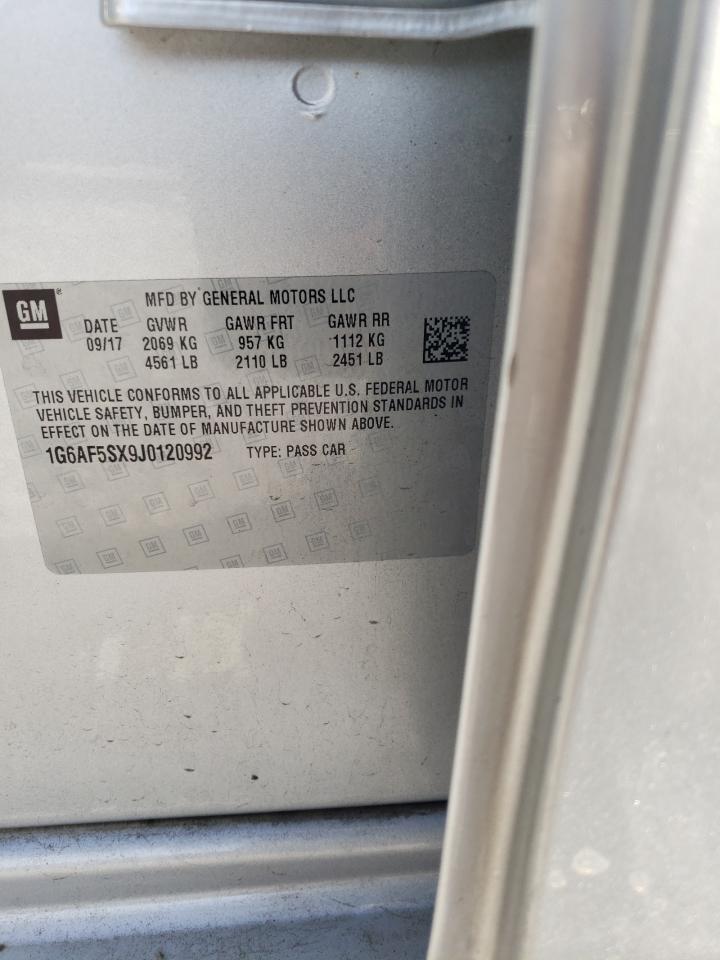 GM
MFD BY GENERAL MOTORS LLC
DATE GVWR GAWR FRT GAWR RR
09/17 2069 KG 957 KG 1112 KG
4561 LB 2110 LB 2451 LB
THIS VEHICLE CONFORMS TO ALL APPLICABLE U.S. FEDERAL MOTOR
VEHICLE SAFETY, BUMPER, AND THEFT PREVENTION STANDARDS IN
EFFECT ON THE DATE OF MANUFACTURE SHOWN ABOVE.
1G6AF5SX9J0120992 TYPE: PASS CAR